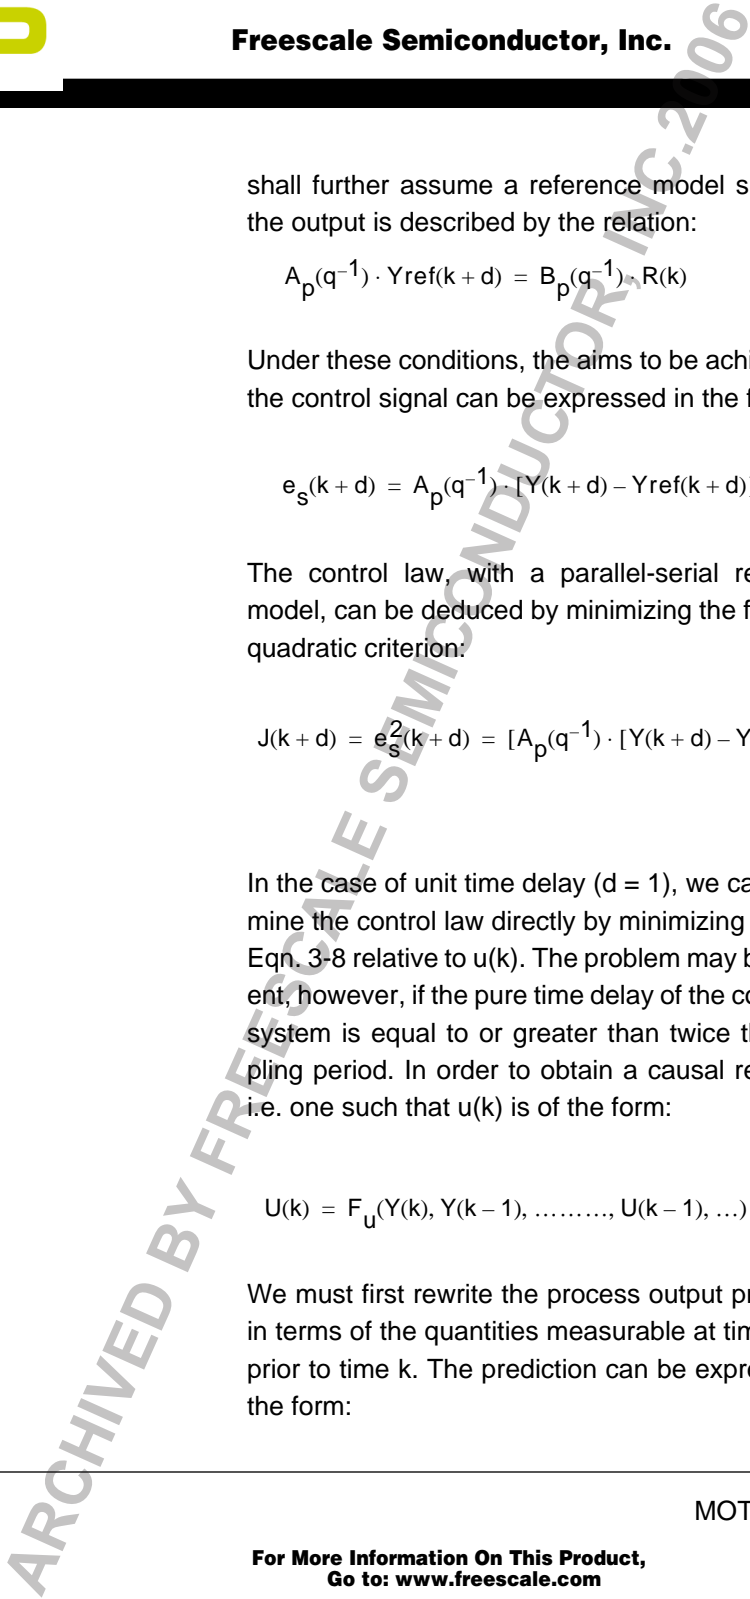 Freescale Semiconductor, Inc.
shall further assume a reference model s
the output is described by the relation:
A_p(q^{-1}) · Yref(k + d) = B_p(q^{-1}) · R(k)
Under these conditions, the aims to be achi
the control signal can be expressed in the f
e_s(k + d) = A_p(q^{-1}) · [Y(k + d) – Yref(k + d)
The control law, with a parallel-serial re
model, can be deduced by minimizing the f
quadratic criterion:
J(k + d) = e_s^2(k + d) = [A_p(q^{-1}) · [Y(k + d) – Y
In the case of unit time delay (d = 1), we ca
mine the control law directly by minimizing
Eqn. 3-8 relative to u(k). The problem may b
ent, however, if the pure time delay of the co
system is equal to or greater than twice th
pling period. In order to obtain a causal re
i.e. one such that u(k) is of the form:
U(k) = F_u(Y(k), Y(k – 1), ………, U(k – 1), …)
We must first rewrite the process output pr
in terms of the quantities measurable at tim
prior to time k. The prediction can be expre
the form:
MOT
For More Information On This Product,
Go to: www.freescale.com
ARCHIVED BY FREESCALE SEMICONDUCTOR, INC.2006